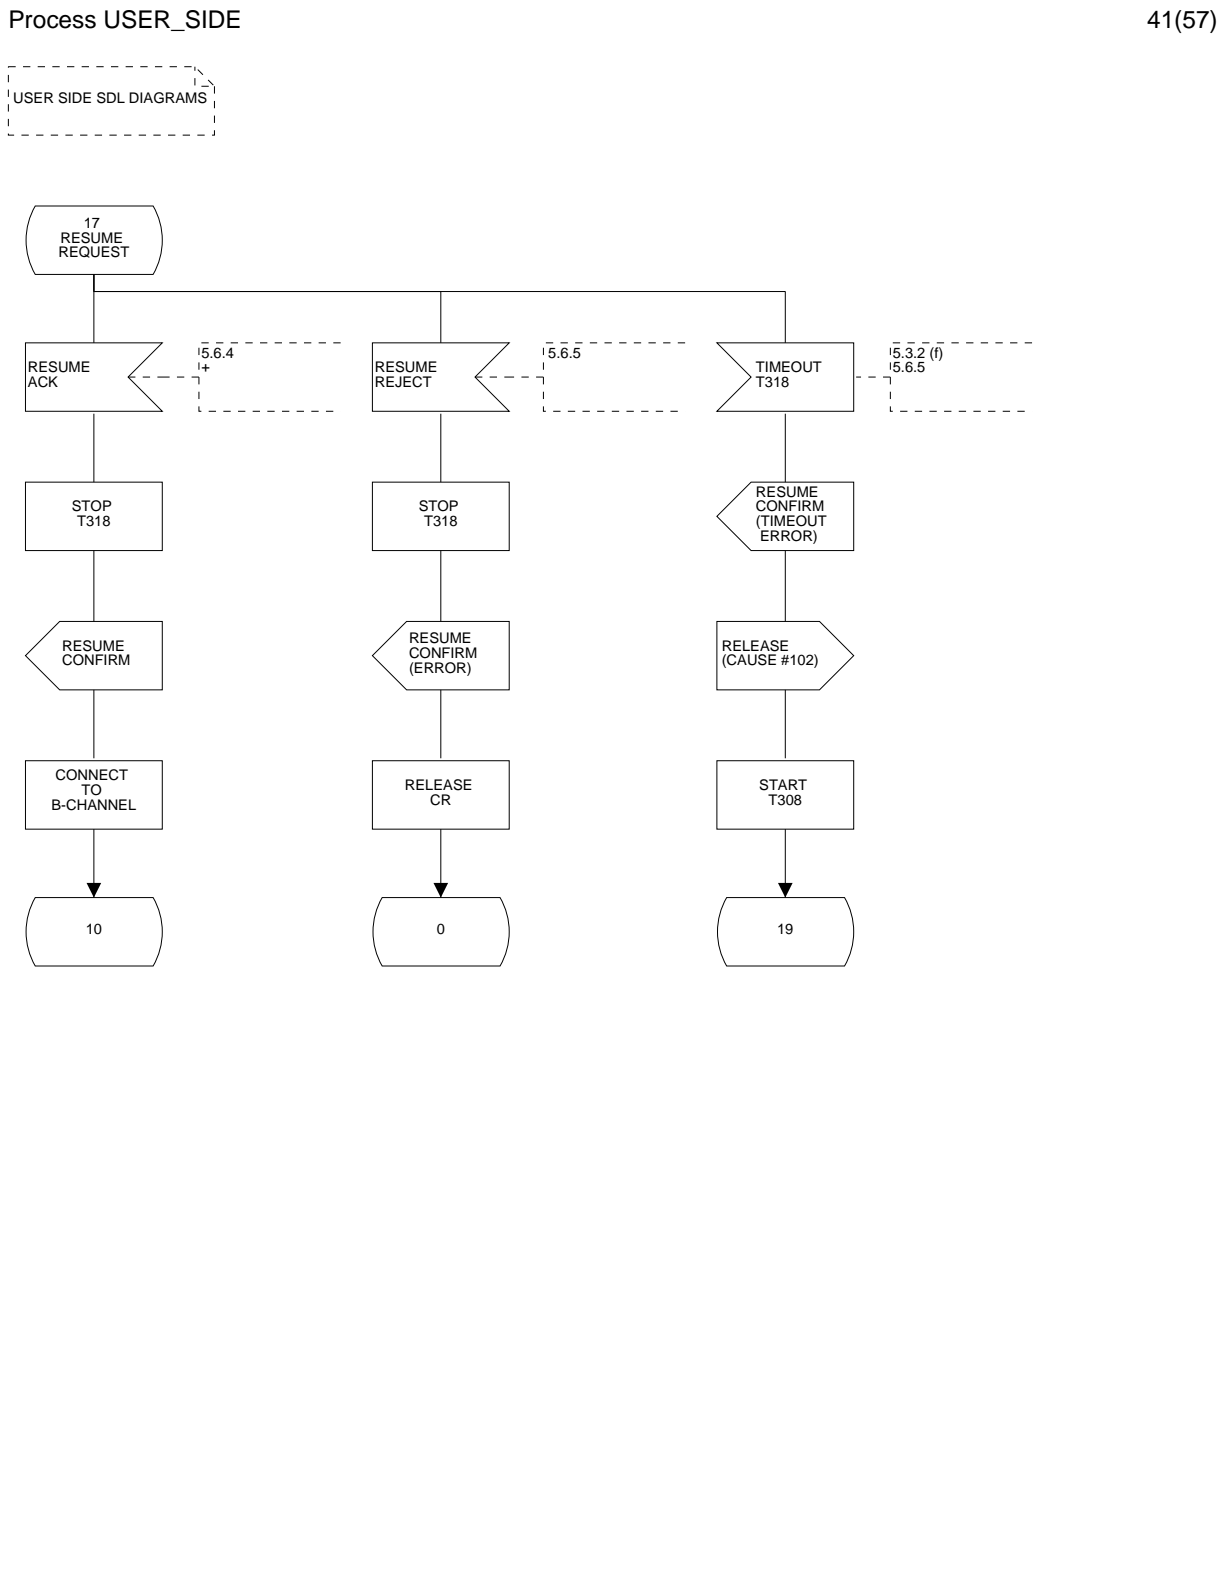 Process USER_SIDE
41(57)
USER SIDE SDL DIAGRAMS
17
RESUME
REQUEST
RESUME
ACK
5.6.4
+
RESUME
REJECT
5.6.5
TIMEOUT
T318
5.3.2 (f)
5.6.5
STOP
T318
STOP
T318
RESUME
CONFIRM
(TIMEOUT
ERROR)
RESUME
CONFIRM
RESUME
CONFIRM
(ERROR)
RELEASE
(CAUSE #102)
CONNECT
TO
B-CHANNEL
RELEASE
CR
START
T308
10
0
19